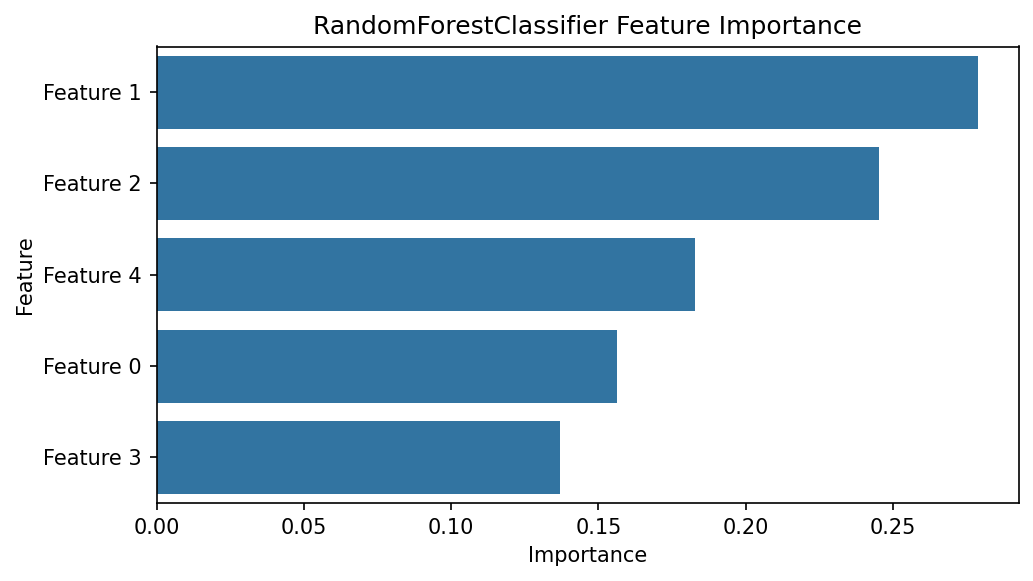 RandomForestClassifier Feature Importance
Feature
Feature 1
Feature 2
Feature 4
Feature 0
Feature 3
0.00 0.05 0.10 0.15 0.20 0.25
Importance